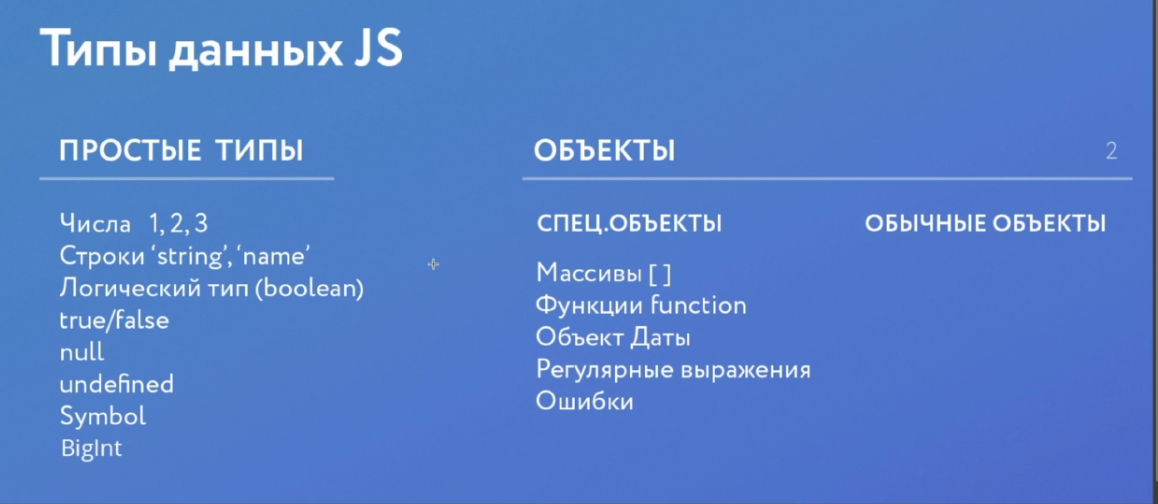 Типы данных JS
ПРОСТЫЕ ТИПЫ
Числа 1, 2, 3
Строки ‘string’, ‘name’
Логический тип (boolean)
true/false
null
undefined
Symbol
BigInt
ОБЪЕКТЫ
2
СПЕЦ.ОБЪЕКТЫ
Массивы [ ]
Функции function
Объект Даты
Регулярные выражения
Ошибки
ОБЫЧНЫЕ ОБЪЕКТЫ